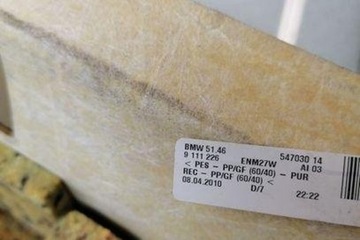 BMW 51.46 547030 14
9 111 226 ENM27W AI 03
< PES - PP/GF (60/40) - PUR
REC - PP/GF (60/40) <
08.04.2010 D/7 22:22